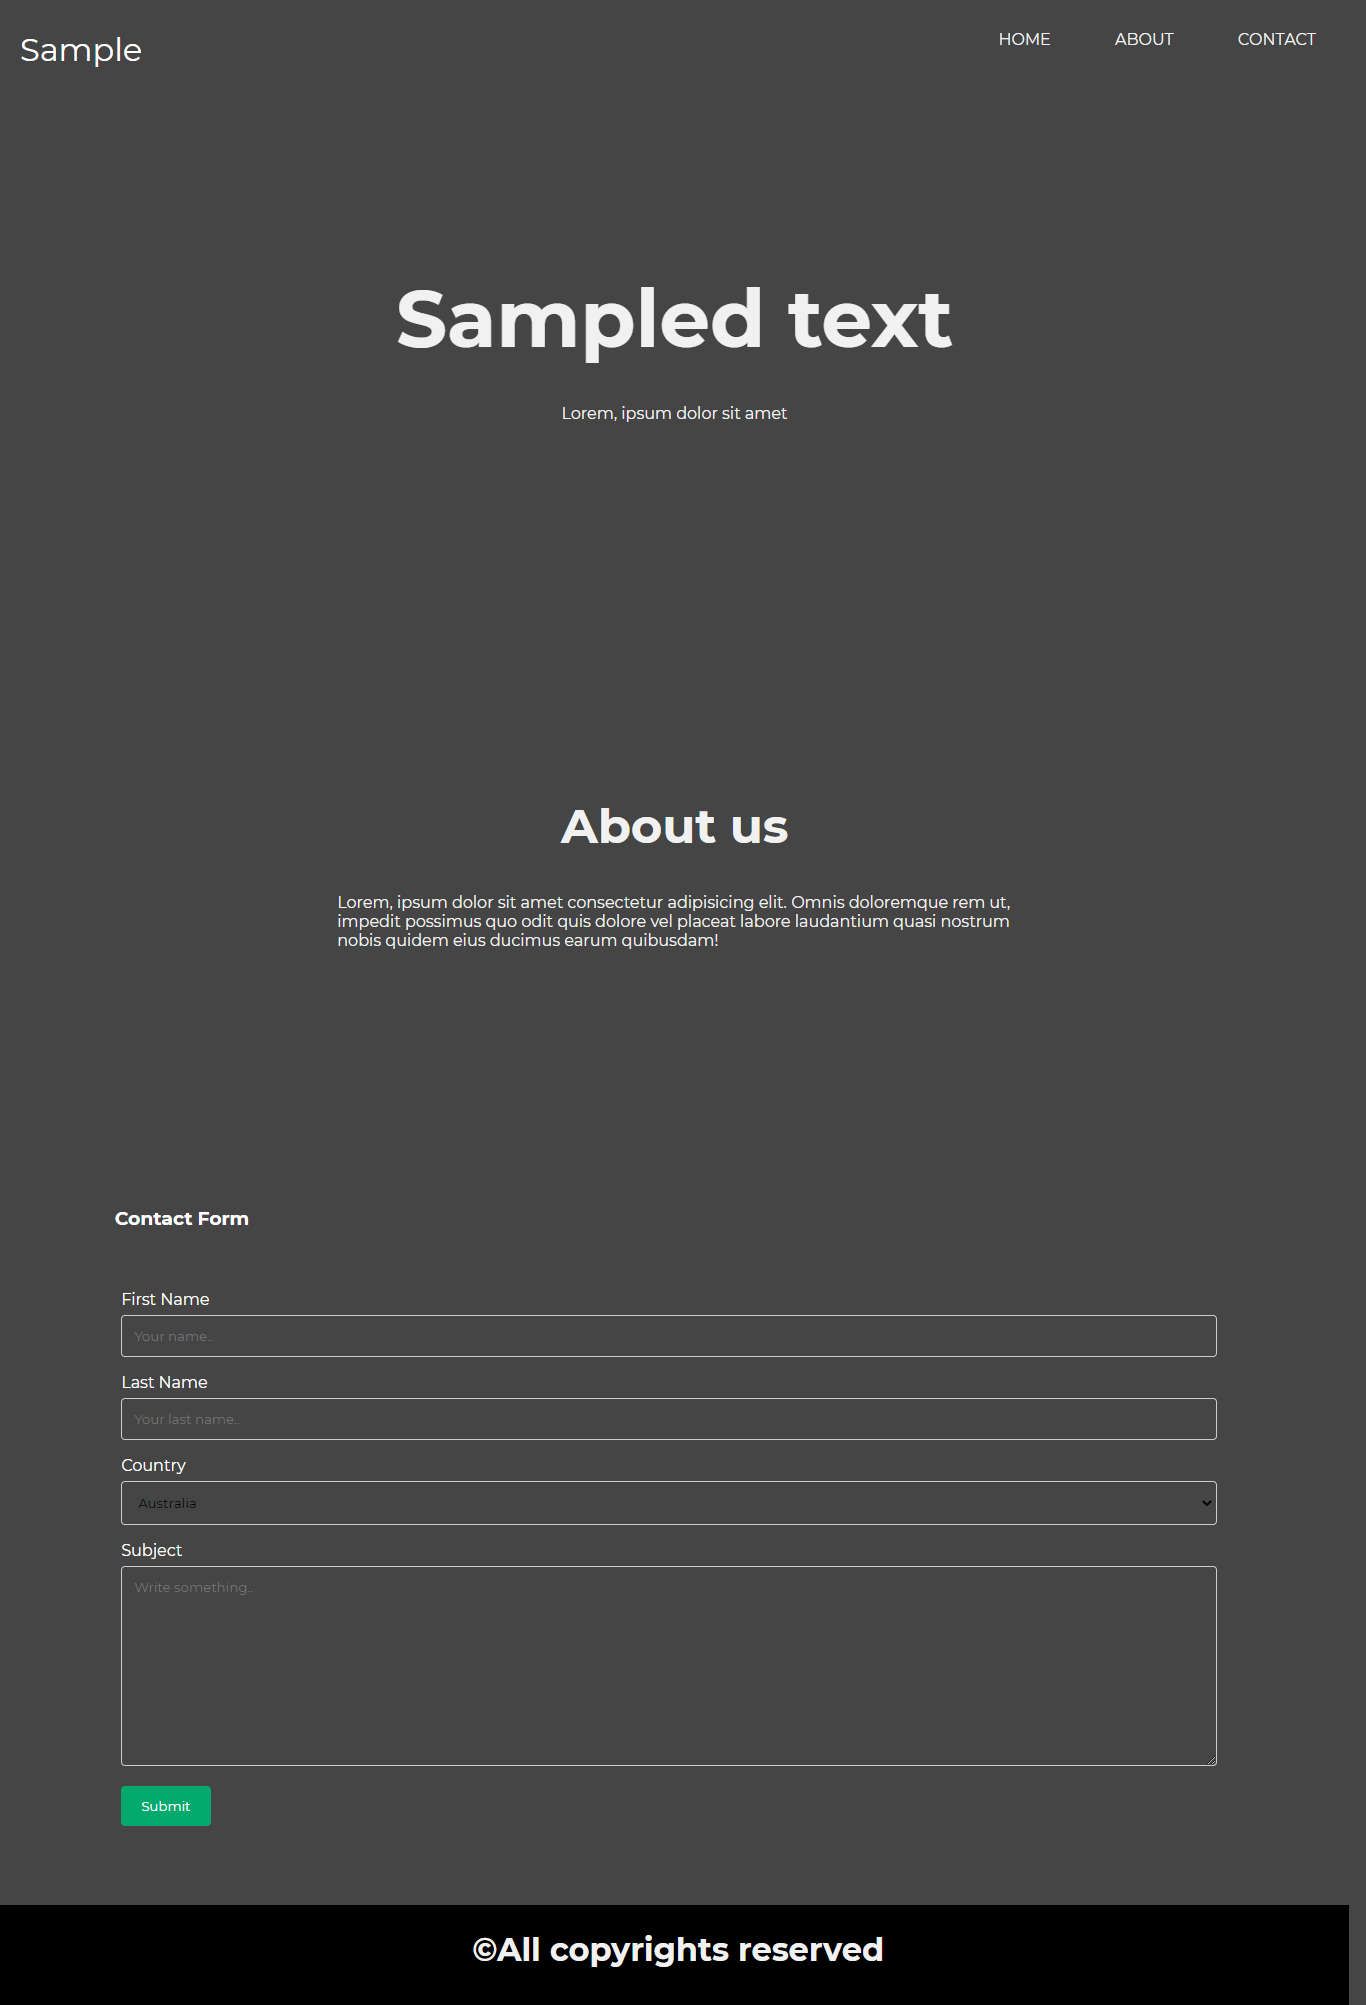 Sample
HOME ABOUT CONTACT
Sampled text
Lorem, ipsum dolor sit amet
About us
Lorem, ipsum dolor sit amet consectetur adipisicing elit. Omnis doloremque rem ut,
impedit possimus quo odit quis dolore vel placeat labore laudantium quasi nostrum
nobis quidem eius ducimus earum quibusdam!
Contact Form
First Name
Your name..
Last Name
Your last name..
Country
Australia
Subject
Write something..
Submit
©All copyrights reserved